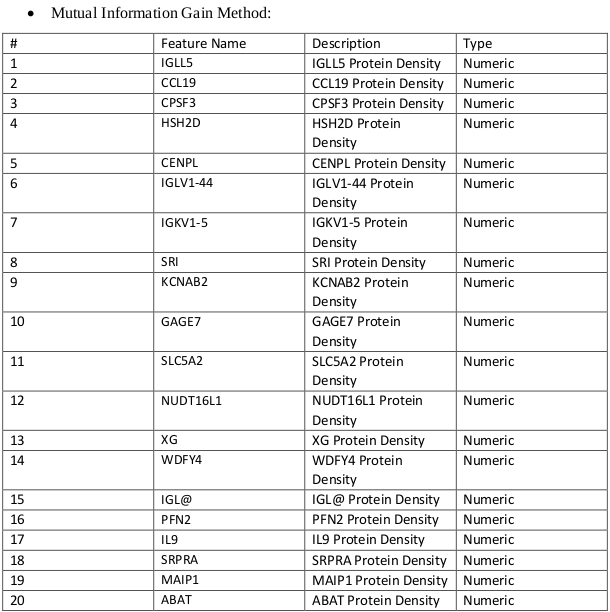 • Mutual Information Gain Method:
# Feature Name Description Type
1 IGLL5 IGLL5 Protein Density Numeric
2 CCL19 CCL19 Protein Density Numeric
3 CPSF3 CPSF3 Protein Density Numeric
4 HSH2D HSH2D Protein Numeric
Density
5 CENPL CENPL Protein Density Numeric
6 IGLV1-44 IGLV1-44 Protein Numeric
Density
7 IGKV1-5 IGKV1-5 Protein Numeric
Density
8 SRI SRI Protein Density Numeric
9 KCNAB2 KCNAB2 Protein Numeric
Density
10 GAGE7 GAGE7 Protein Numeric
Density
11 SLC5A2 SLC5A2 Protein Numeric
Density
12 NUDT16L1 NUDT16L1 Protein Numeric
Density
13 XG XG Protein Density Numeric
14 WDFY4 WDFY4 Protein Numeric
Density
15 IGL@ IGL@ Protein Density Numeric
16 PFN2 PFN2 Protein Density Numeric
17 IL9 IL9 Protein Density Numeric
18 SRPRA SRPRA Protein Density Numeric
19 MAIP1 MAIP1 Protein Density Numeric
20 ABAT ABAT Protein Density Numeric